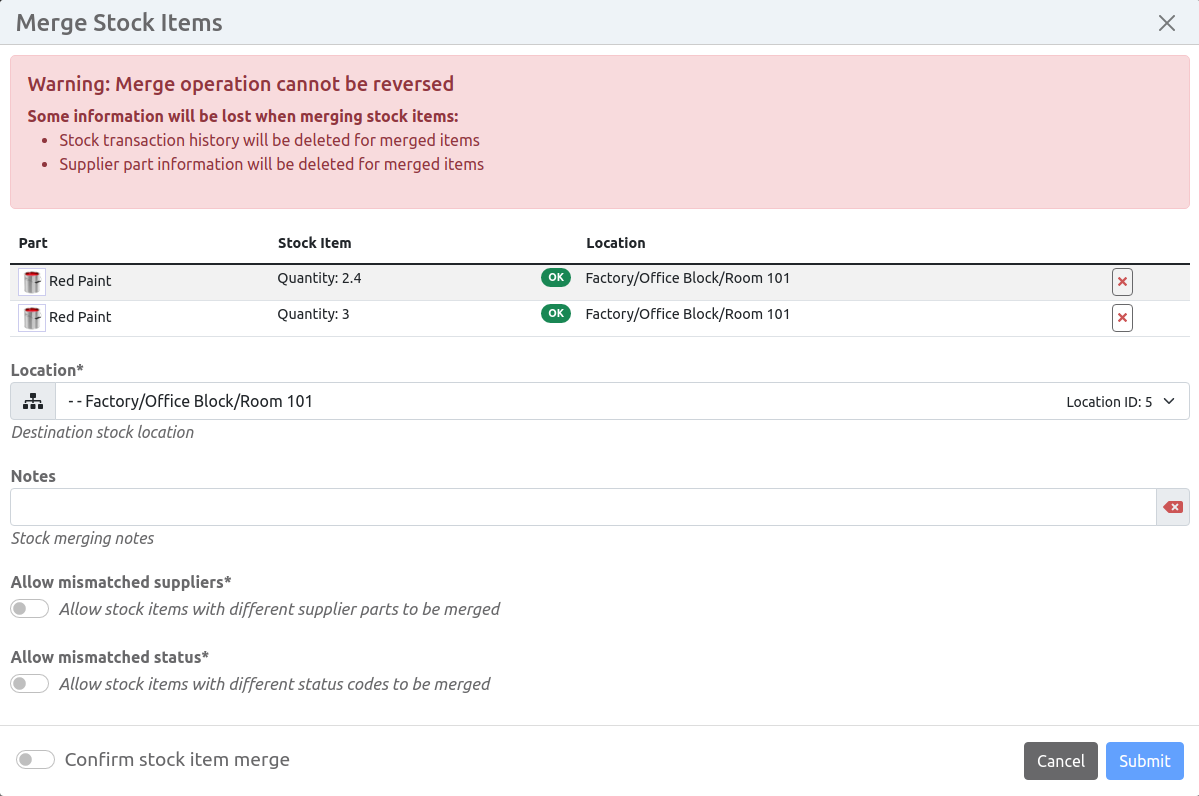 Merge Stock Items
Warning: Merge operation cannot be reversed
Some information will be lost when merging stock items:
• Stock transaction history will be deleted for merged items
• Supplier part information will be deleted for merged items
Part Stock Item Location
Red Paint Quantity: 2.4 OK Factory/Office Block/Room 101
Red Paint Quantity: 3 OK Factory/Office Block/Room 101
Location*
- - Factory/Office Block/Room 101 Location ID: 5
Destination stock location
Notes
Stock merging notes
Allow mismatched suppliers*
Allow stock items with different supplier parts to be merged
Allow mismatched status*
Allow stock items with different status codes to be merged
Confirm stock item merge Cancel Submit